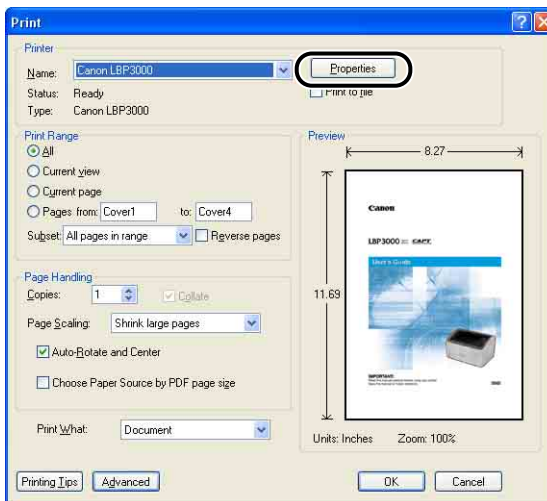 Print
Printer
Name: Canon LBP3000 Properties
Status: Ready Print to file
Type: Canon LBP3000
Print Range
All
Current view
Current page
Pages from: Cover1 to: Cover4
Subset: All pages in range Reverse pages
Page Handling
Copies: 1 Collate
Page Scaling: Shrink large pages
Auto-Rotate and Center
Choose Paper Source by PDF page size
Print What: Document
Preview
8.27
11.69
Canon
LBP3000
User's Guide
IMPORTANT:
Units: Inches Zoom: 100%
Printing Tips Advanced OK Cancel